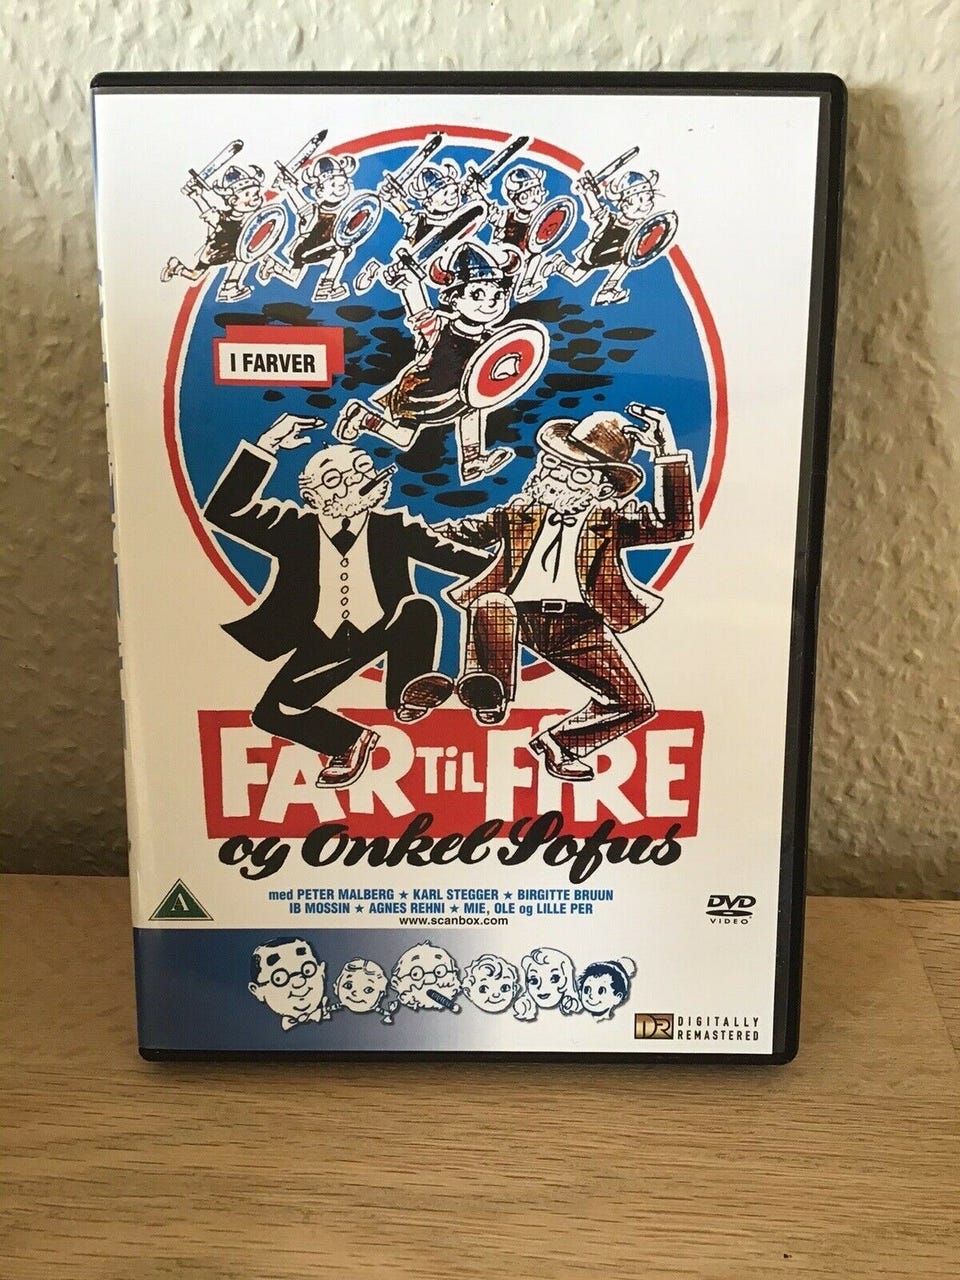 I FARVER
FAR TiL FIRE
og Onkel Sofus
med PETER MALBERG ★ KARL STEGGER ★ BIRGITTE BRUUN
IB MOSSIN ★ AGNES REHNI ★ MIE, OLE og LILLE PER
www.scanbox.com
A
DVD
VIDEO
DR DIGITALLY
REMASTERED